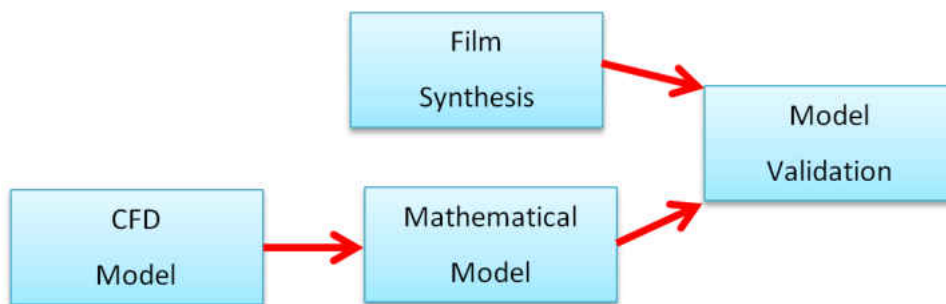 Film
Synthesis
Model
Validation
CFD
Model
Mathematical
Model